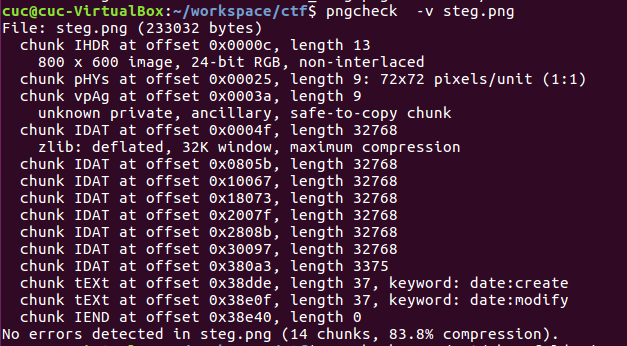 cuc@cuc-VirtualBox:~/workspace/ctf$ pngcheck  -v steg.png
File: steg.png (233032 bytes)
  chunk IHDR at offset 0x0000c, length 13
    800 x 600 image, 24-bit RGB, non-interlaced
  chunk pHYs at offset 0x00025, length 9: 72x72 pixels/unit (1:1)
  chunk vpAg at offset 0x0003a, length 9
    unknown private, ancillary, safe-to-copy chunk
  chunk IDAT at offset 0x0004f, length 32768
    zlib: deflated, 32K window, maximum compression
  chunk IDAT at offset 0x0805b, length 32768
  chunk IDAT at offset 0x10067, length 32768
  chunk IDAT at offset 0x18073, length 32768
  chunk IDAT at offset 0x2007f, length 32768
  chunk IDAT at offset 0x2808b, length 32768
  chunk IDAT at offset 0x30097, length 32768
  chunk IDAT at offset 0x380a3, length 3375
  chunk tEXt at offset 0x38dde, length 37, keyword: date:create
  chunk tEXt at offset 0x38e0f, length 37, keyword: date:modify
  chunk IEND at offset 0x38e40, length 0
No errors detected in steg.png (14 chunks, 83.8% compression).